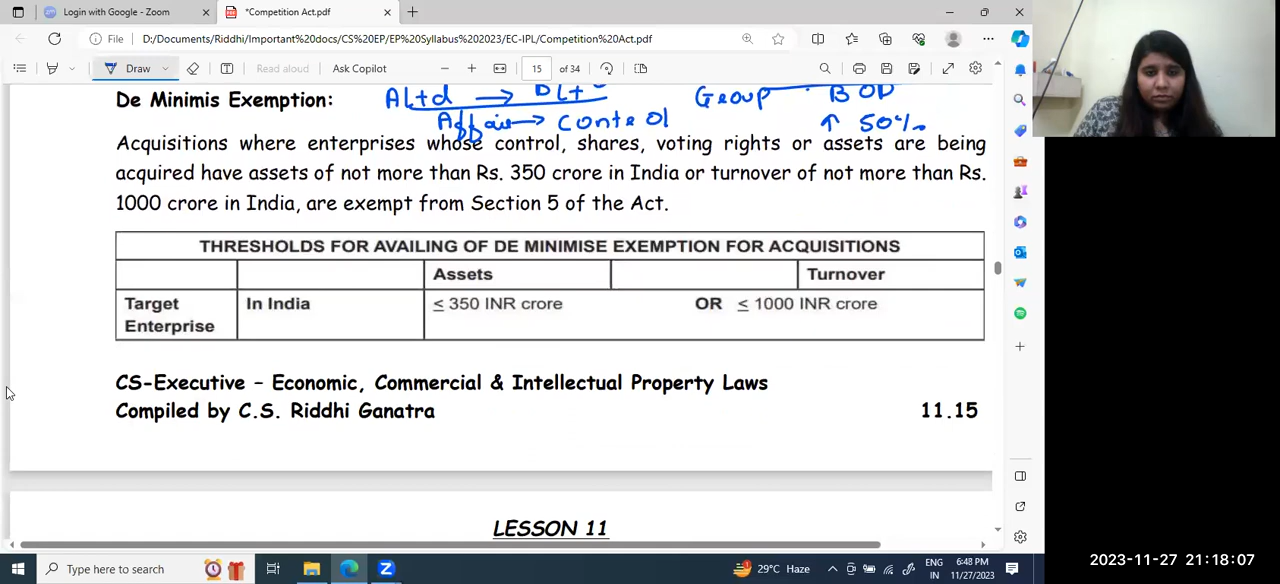 Login with Google - Zoom
*Competition Act.pdf
File
D:/Documents/Riddhi/Important%20docs/CS%20EP/EP%20Syllabus%202023/EC-IPL/Competition%20Act.pdf
Draw
Read aloud
Ask Copilot
15 of 34
A Ltd → B Lt
Group
BOD
Affair → Control
↑ 50%
De Minimis Exemption:
Acquisitions where enterprises whose control, shares, voting rights or assets are being
acquired have assets of not more than Rs. 350 crore in India or turnover of not more than Rs.
1000 crore in India, are exempt from Section 5 of the Act.
THRESHOLDS FOR AVAILING OF DE MINIMISE EXEMPTION FOR ACQUISITIONS
Assets Turnover
Target In India ≤ 350 INR crore OR ≤ 1000 INR crore
Enterprise
CS-Executive – Economic, Commercial & Intellectual Property Laws
Compiled by C.S. Riddhi Ganatra 11.15
LESSON 11
Type here to search
29°C Haze
ENG
IN
6:48 PM
11/27/2023
2023-11-27 21:18:07